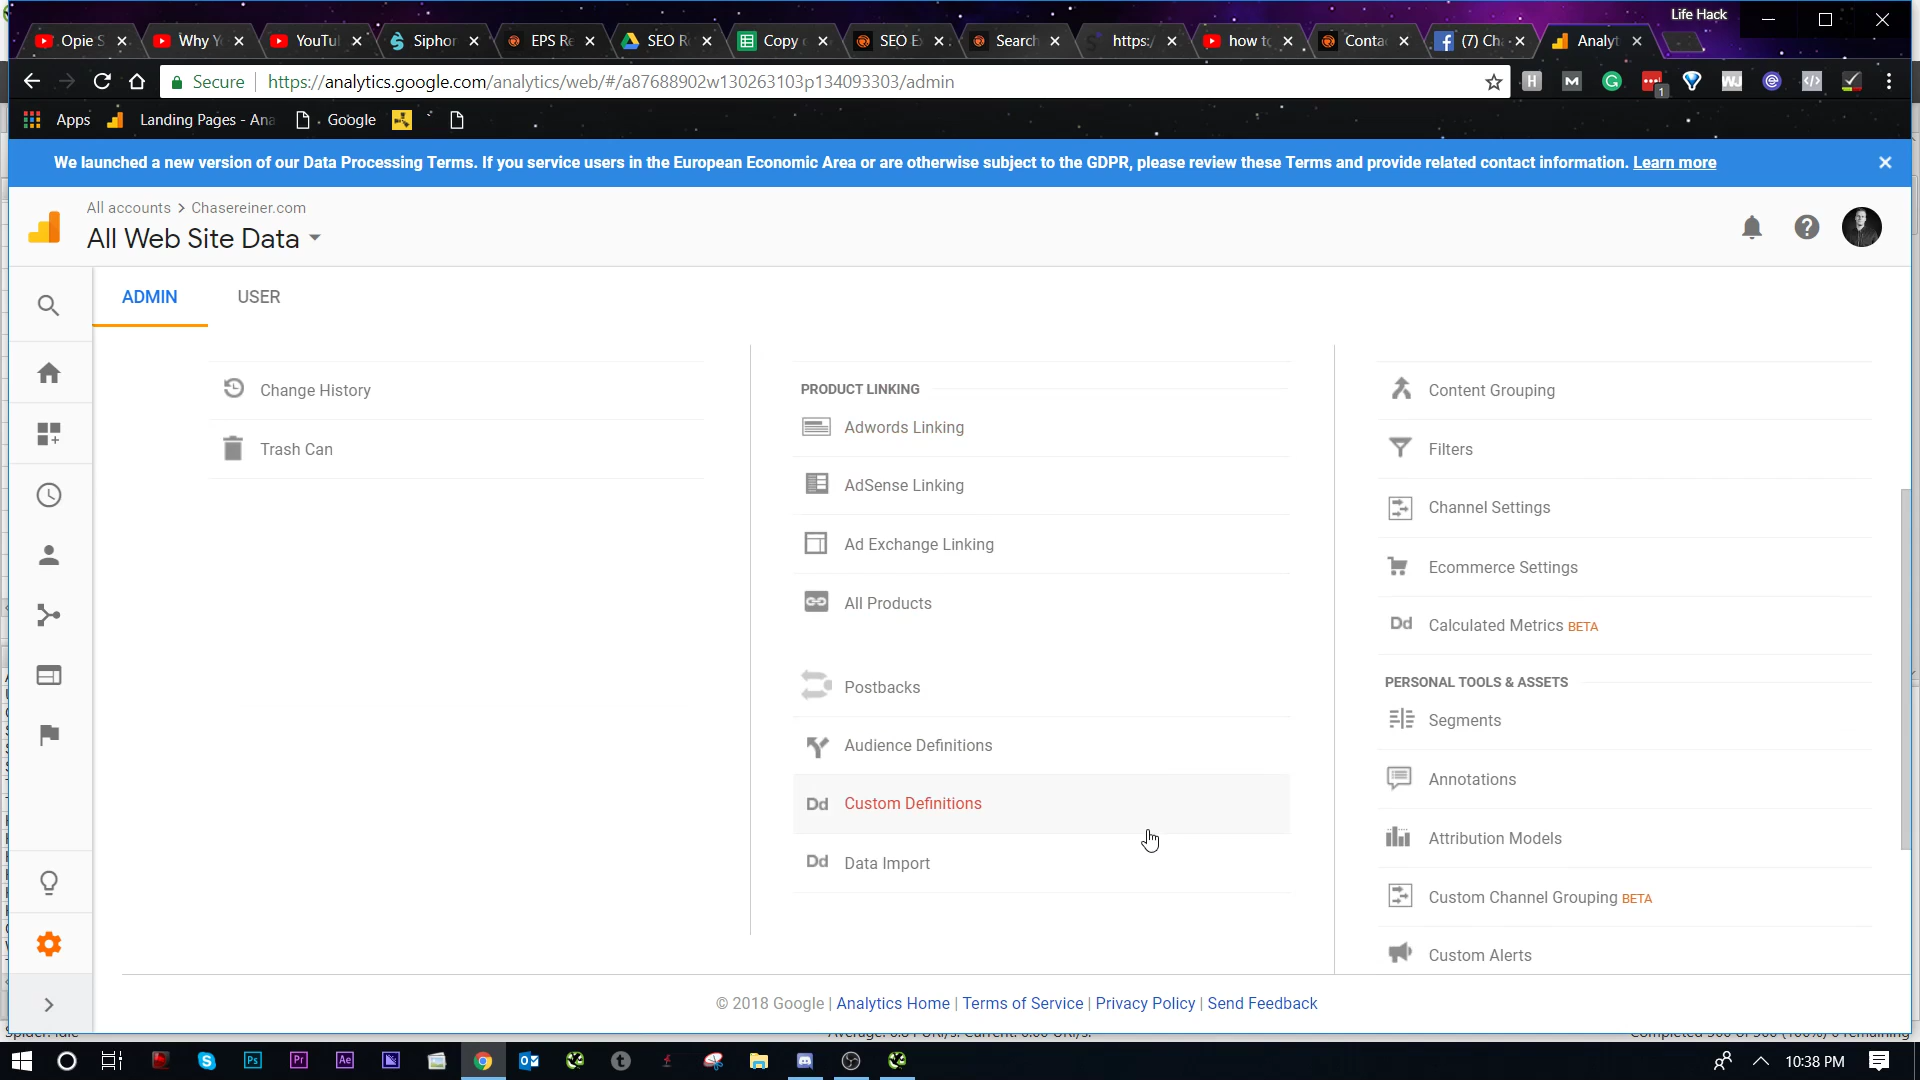 Life Hack
Opie S
Why Y
YouTu
Siphor
EPS Re
SEO R
Copy
SEO E
Search
https:/
how to
Conta
(7) Ch
Analyt
Secure
https://analytics.google.com/analytics/web/#/a87688902w130263103p134093303/admin
1
Apps
Landing Pages - Ana
Google
We launched a new version of our Data Processing Terms. If you service users in the European Economic Area or are otherwise subject to the GDPR, please review these Terms and provide related contact information. Learn more
All accounts > Chasereiner.com
All Web Site Data
ADMIN
USER
Change History
Trash Can
PRODUCT LINKING
Adwords Linking
AdSense Linking
Ad Exchange Linking
All Products
Postbacks
Audience Definitions
Dd Custom Definitions
Dd Data Import
Content Grouping
Filters
Channel Settings
Ecommerce Settings
Dd Calculated Metrics BETA
PERSONAL TOOLS & ASSETS
Segments
Annotations
Attribution Models
Custom Channel Grouping BETA
Custom Alerts
© 2018 Google | Analytics Home | Terms of Service | Privacy Policy | Send Feedback
10:38 PM